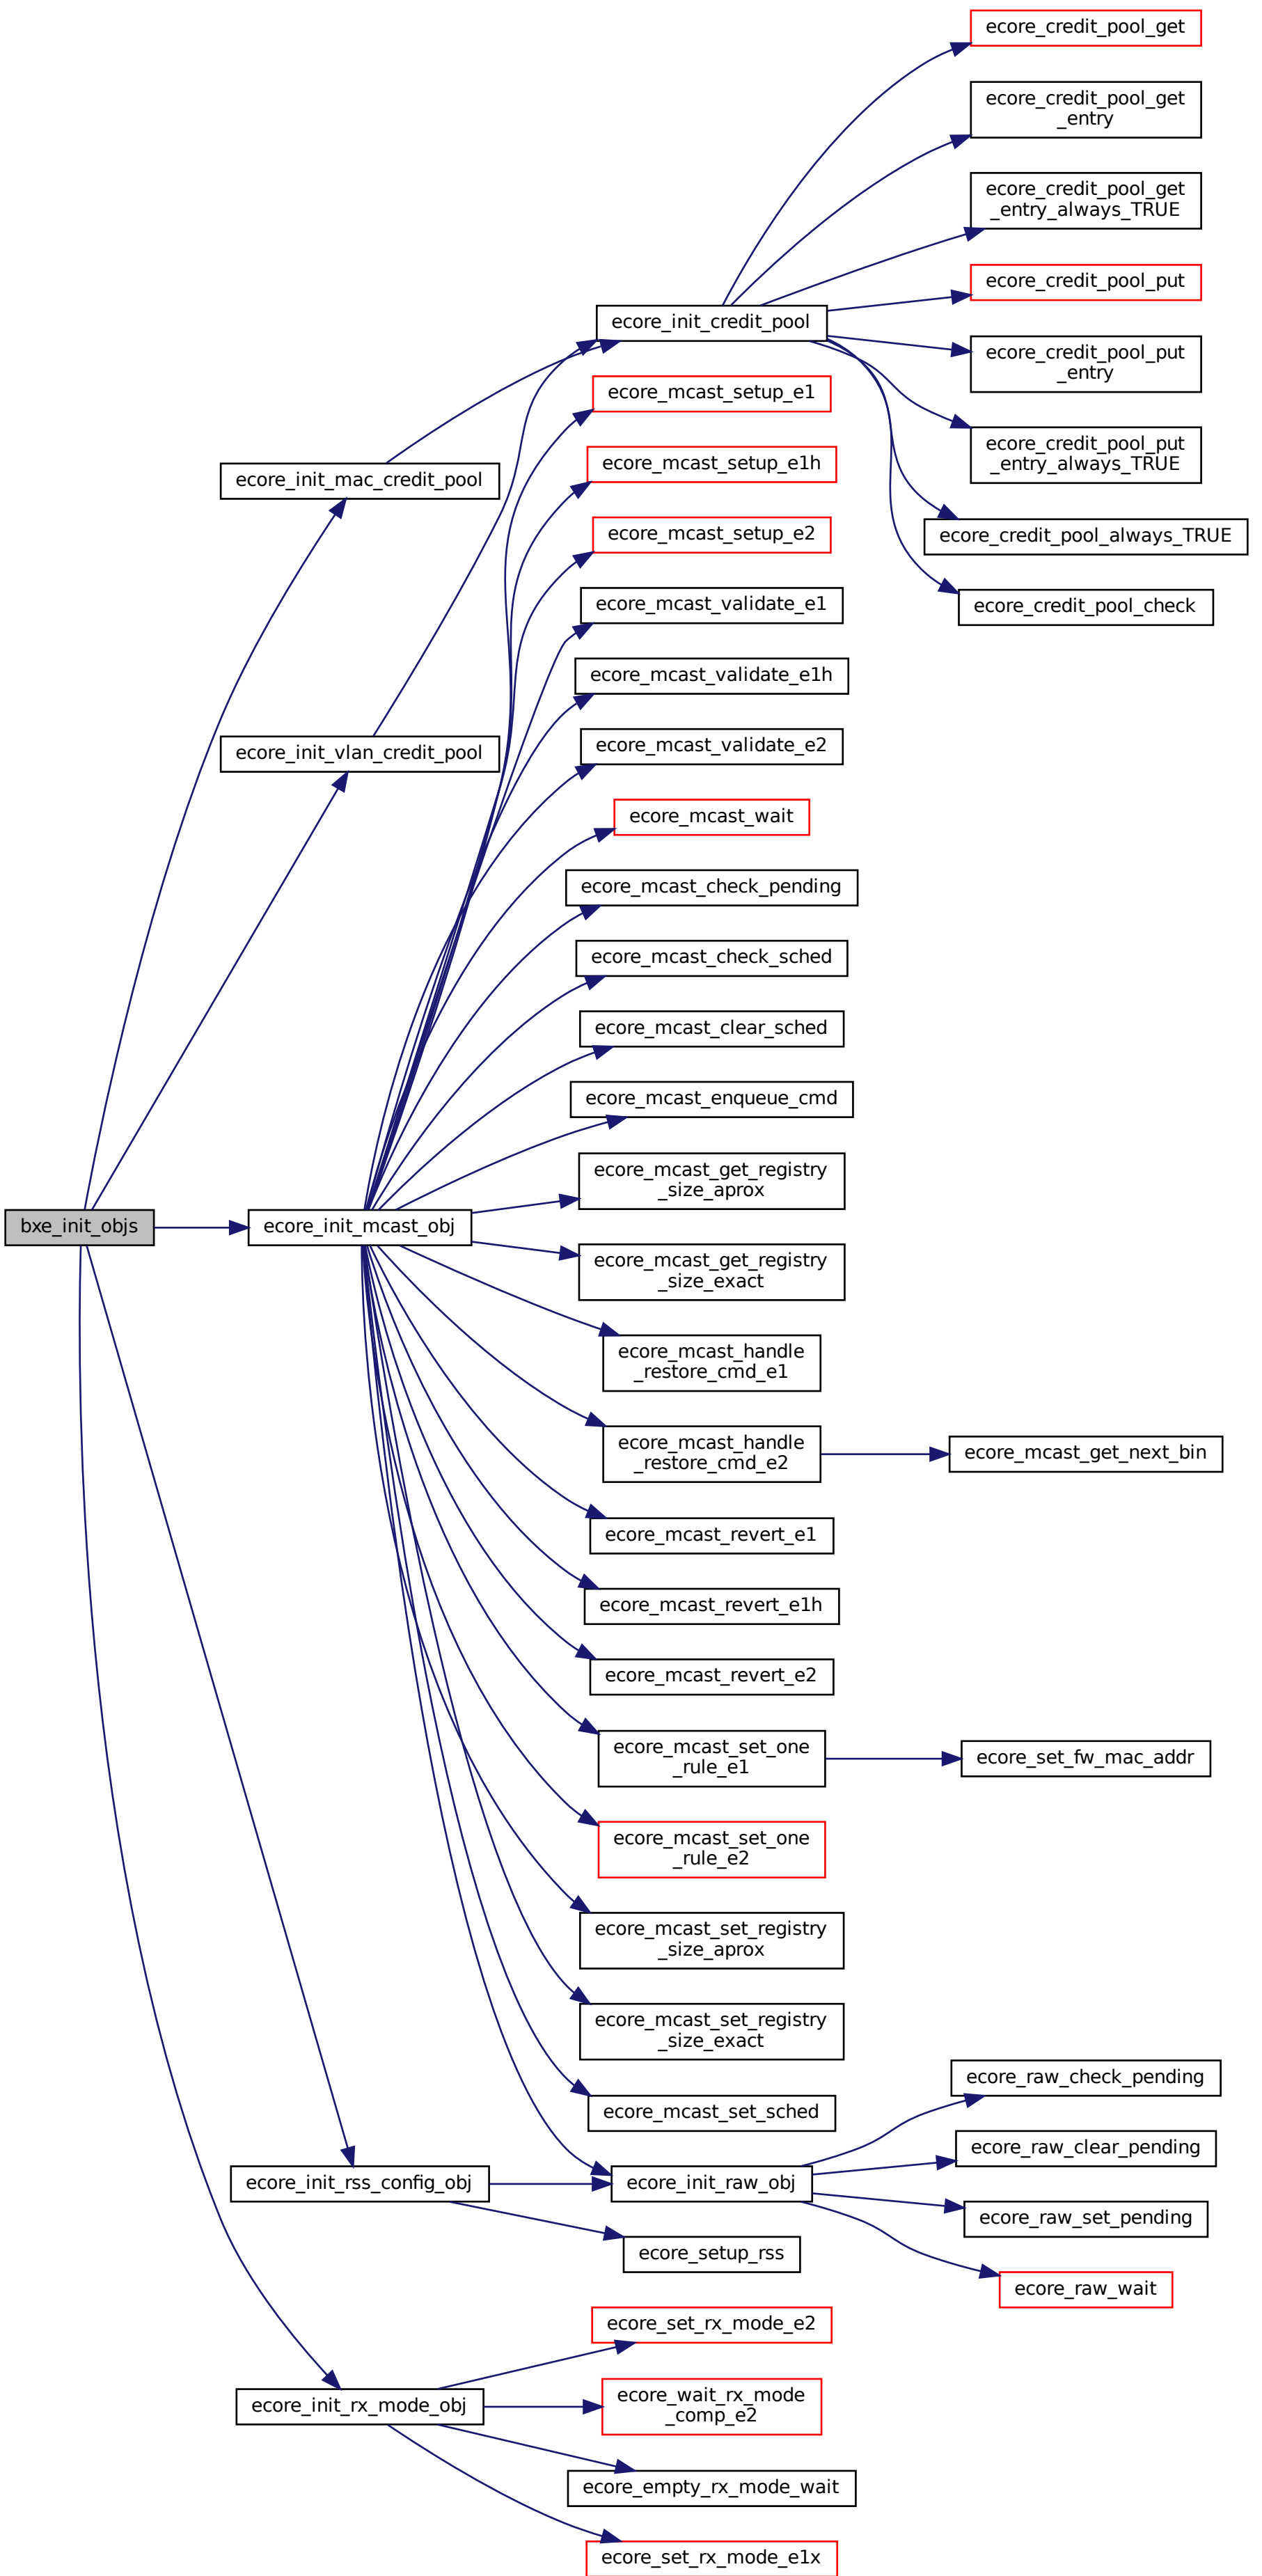 ecore_credit_pool_get
ecore_credit_pool_get
_entry
ecore_credit_pool_get
_entry_always_TRUE
ecore_credit_pool_put
ecore_init_credit_pool
ecore_credit_pool_put
_entry
ecore_mcast_setup_e1
ecore_credit_pool_put
_entry_always_TRUE
ecore_mcast_setup_e1h
ecore_init_mac_credit_pool
ecore_mcast_setup_e2
ecore_credit_pool_always_TRUE
ecore_mcast_validate_e1
ecore_credit_pool_check
ecore_mcast_validate_e1h
ecore_mcast_validate_e2
ecore_init_vlan_credit_pool
ecore_mcast_wait
ecore_mcast_check_pending
ecore_mcast_check_sched
ecore_mcast_clear_sched
ecore_mcast_enqueue_cmd
ecore_mcast_get_registry
_size_aprox
bxe_init_objs
ecore_init_mcast_obj
ecore_mcast_get_registry
_size_exact
ecore_mcast_handle
_restore_cmd_e1
ecore_mcast_handle
_restore_cmd_e2
ecore_mcast_get_next_bin
ecore_mcast_revert_e1
ecore_mcast_revert_e1h
ecore_mcast_revert_e2
ecore_mcast_set_one
_rule_e1
ecore_set_fw_mac_addr
ecore_mcast_set_one
_rule_e2
ecore_mcast_set_registry
_size_aprox
ecore_mcast_set_registry
_size_exact
ecore_raw_check_pending
ecore_mcast_set_sched
ecore_raw_clear_pending
ecore_init_rss_config_obj
ecore_init_raw_obj
ecore_raw_set_pending
ecore_setup_rss
ecore_raw_wait
ecore_set_rx_mode_e2
ecore_init_rx_mode_obj
ecore_wait_rx_mode
_comp_e2
ecore_empty_rx_mode_wait
ecore_set_rx_mode_e1x